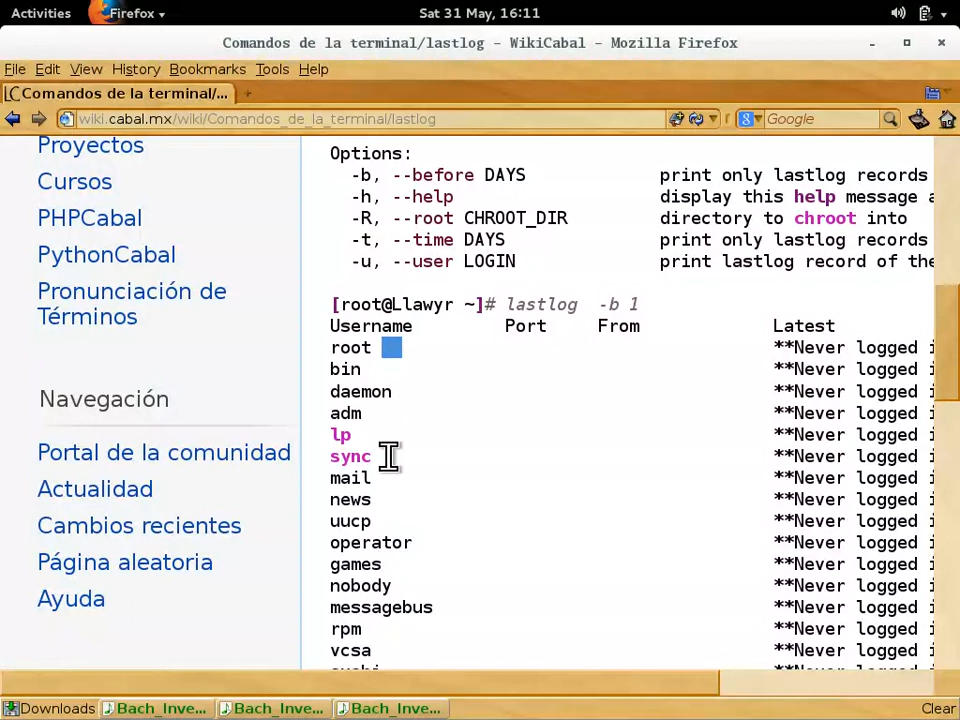 Activities Firefox Sat 31 May, 16:11
Comandos de la terminal/lastlog - WikiCabal - Mozilla Firefox
File Edit View History Bookmarks Tools Help
Comandos de la terminal/...
wiki.cabal.mx/wiki/Comandos_de_la_terminal/lastlog Google
Proyectos
Cursos
PHPCabal
PythonCabal
Pronunciación de
Términos
Navegación
Portal de la comunidad
Actualidad
Cambios recientes
Página aleatoria
Ayuda
Options:
-b, --before DAYS print only lastlog records
-h, --help display this help message a
-R, --root CHROOT_DIR directory to chroot into
-t, --time DAYS print only lastlog records
-u, --user LOGIN print lastlog record of the
[root@Llawyr ~]# lastlog -b 1
Username Port From Latest
root **Never logged i
bin **Never logged i
daemon **Never logged i
adm **Never logged i
lp **Never logged i
sync **Never logged i
mail **Never logged i
news **Never logged i
uucp **Never logged i
operator **Never logged i
games **Never logged i
nobody **Never logged i
messagebus **Never logged i
rpm **Never logged i
vcsa **Never logged i
Downloads Bach_Inve... Bach_Inve... Bach_Inve... Clear